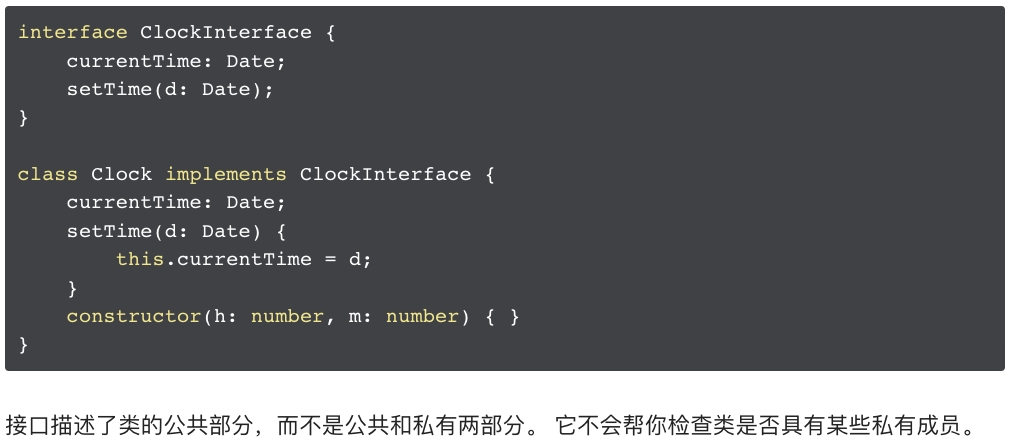 interface ClockInterface {
    currentTime: Date;
    setTime(d: Date);
}

class Clock implements ClockInterface {
    currentTime: Date;
    setTime(d: Date) {
        this.currentTime = d;
    }
    constructor(h: number, m: number) { }
}

接口描述了类的公共部分，而不是公共和私有两部分。 它不会帮你检查类是否具有某些私有成员。